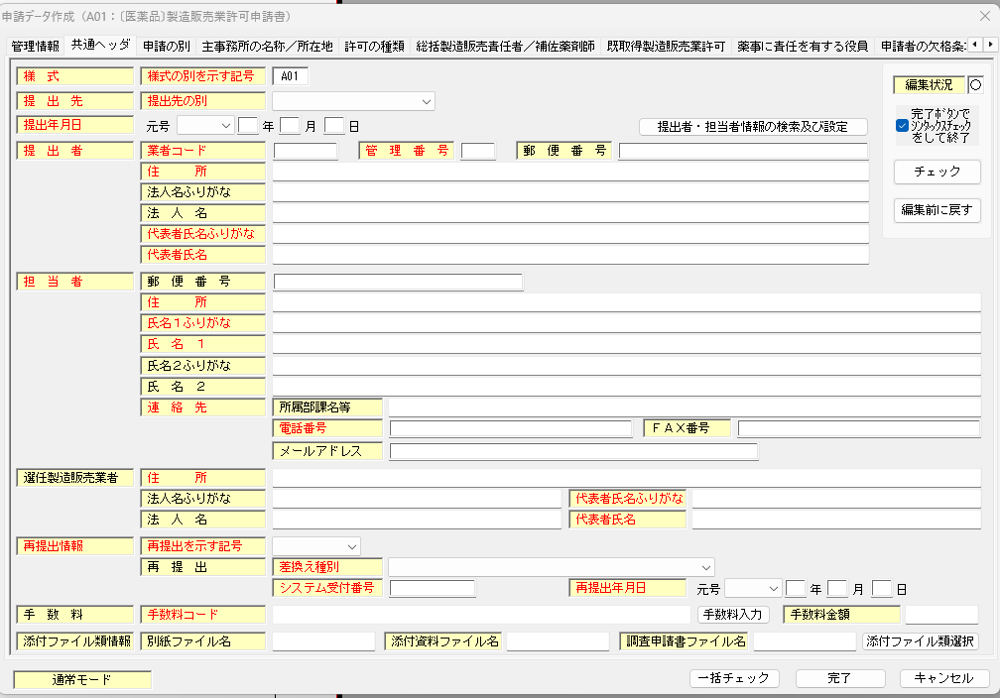 申請データ作成（A01：〔医薬品〕製造販売業許可申請書）
管理情報 共通ヘッダ 申請の別 主事務所の名称／所在地 許可の種類 総括製造販売責任者／補佐薬剤師 既取得製造販売業許可 薬事に責任を有する役員 申請者の欠格条
様 式 様式の別を示す記号 A01 編集状況 〇
提 出 先 提出先の別
提出年月日 元号 年 月 日 提出者・担当者情報の検索及び設定
完了ﾎﾞﾀﾝで
ｼﾝﾀｯｸｽﾁｪｯｸ
をして終了
提 出 者 業者コード 管 理 番 号 郵 便 番 号
住 所 チェック
法人名ふりがな
法 人 名 編集前に戻す
代表者氏名ふりがな
代表者氏名
担 当 者 郵 便 番 号
住 所
氏名１ふりがな
氏 名 １
氏名２ふりがな
氏 名 ２
連 絡 先 所属部課名等
電話番号 ＦＡＸ番号
メールアドレス
選任製造販売業者 住 所
法人名ふりがな 代表者氏名ふりがな
法 人 名 代表者氏名
再提出情報 再提出を示す記号
再 提 出 差換え種別
システム受付番号 再提出年月日 元号 年 月 日
手 数 料 手数料コード 手数料入力 手数料金額
添付ファイル類情報 別紙ファイル名 添付資料ファイル名 調査申請書ファイル名 添付ファイル類選択
通常モード 一括チェック 完了 キャンセル